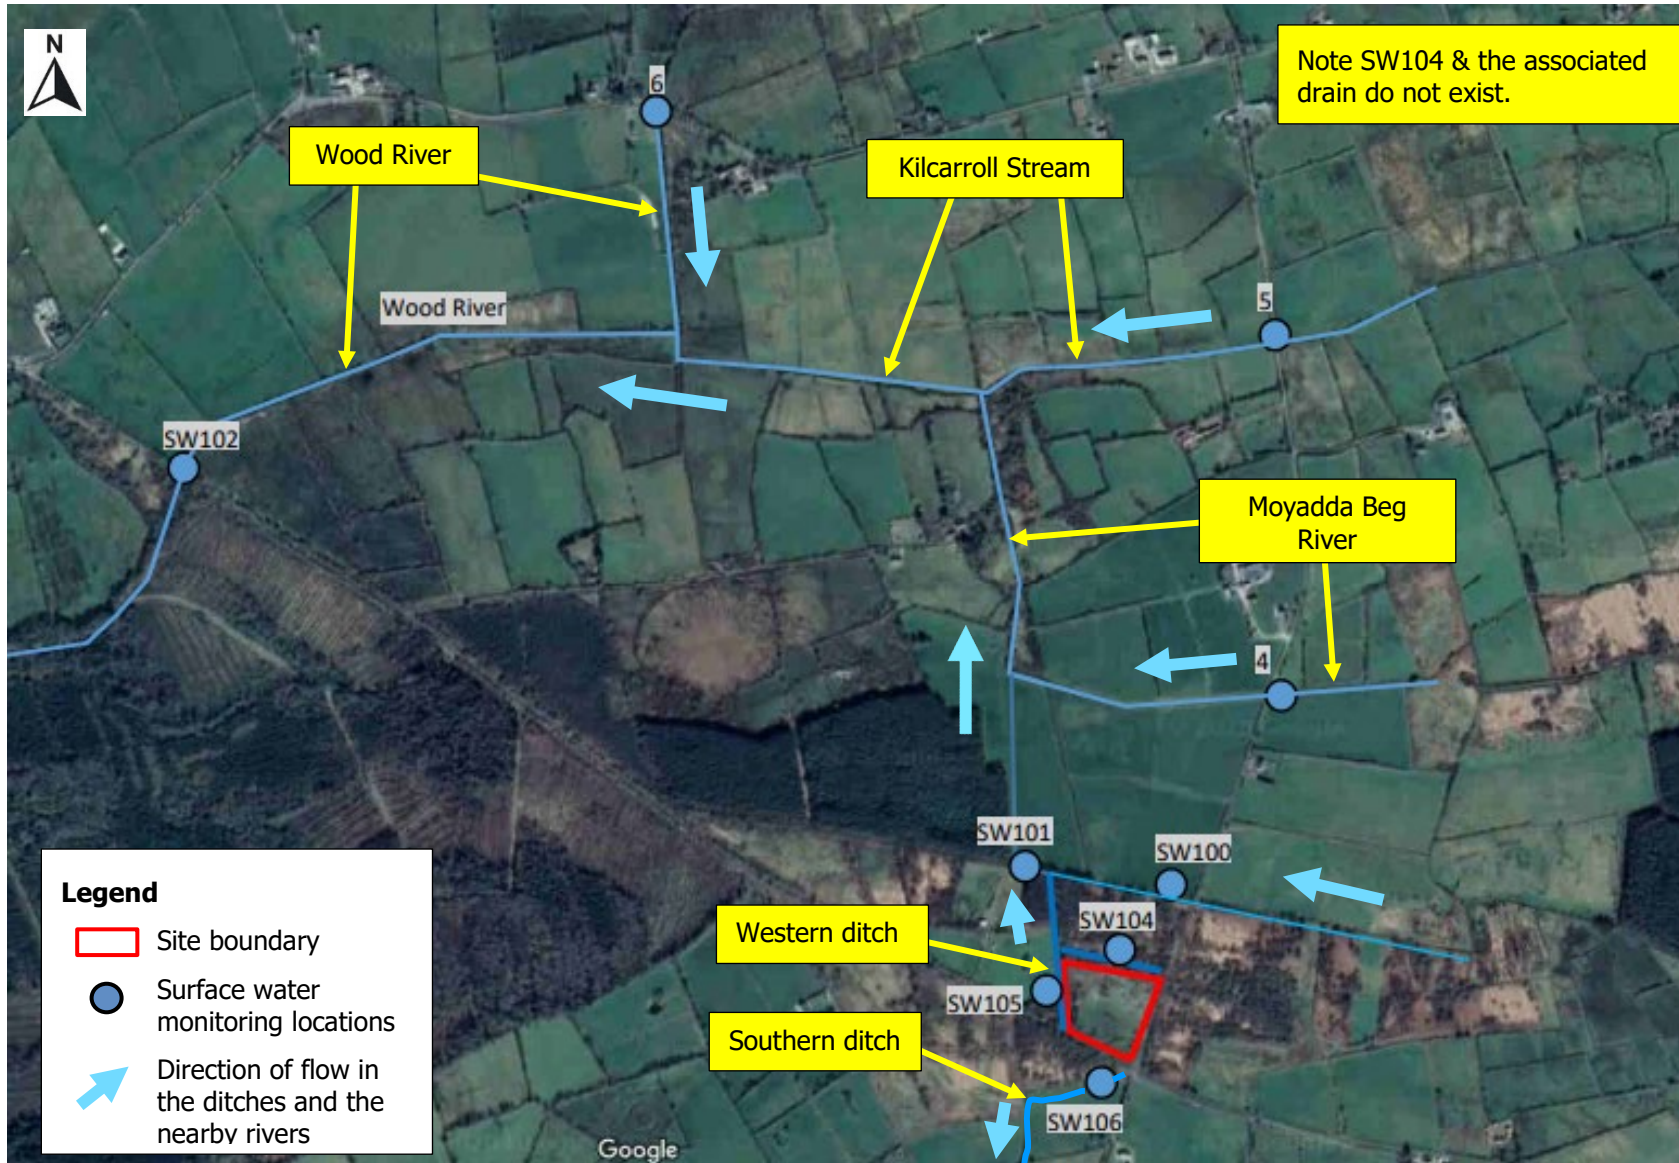 N
Note SW104 & the associated
drain do not exist.
6
Wood River
Kilcarroll Stream
Wood River
5
SW102
Moyadda Beg
River
4
SW101
SW100
Western ditch
SW104
SW105
Southern ditch
SW106
Legend
Site boundary
Surface water
monitoring locations
Direction of flow in
the ditches and the
nearby rivers
Google